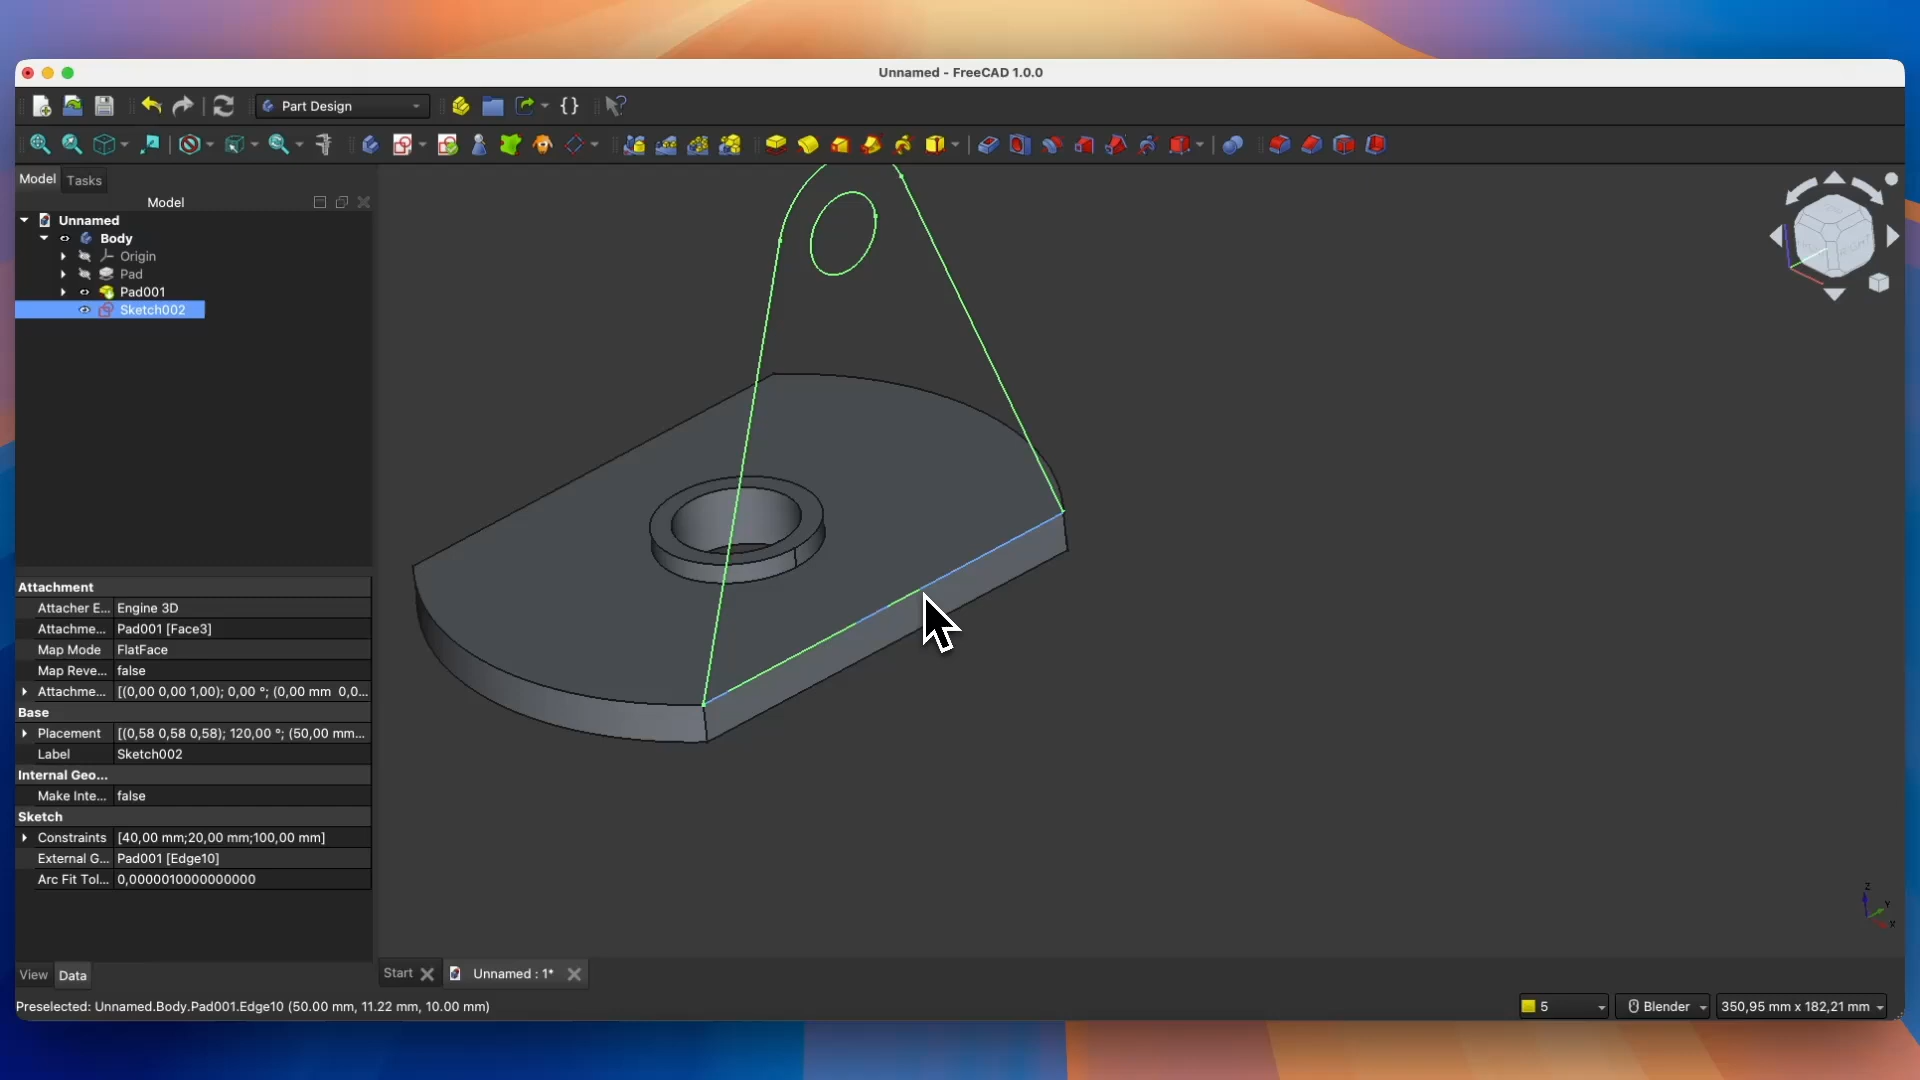 Unnamed - FreeCAD 1.0.0
Part Design
Model
Tasks
Model
Unnamed
Body
Origin
Pad
Pad001
Sketch002
Attachment
Attacher E... Engine 3D
Attachme... Pad001 [Face3]
Map Mode FlatFace
Map Reve... false
Attachme... [(0,00 0,00 1,00); 0,00 °; (0,00 mm 0,0...
Base
Placement [(0,58 0,58 0,58); 120,00 °; (50,00 mm...
Label Sketch002
Internal Geo...
Make Inte... false
Sketch
Constraints [40,00 mm;20,00 mm;100,00 mm]
External G... Pad001 [Edge10]
Arc Fit Tol... 0,0000010000000000
View Data
Start
Unnamed : 1*
Z
Y
X
Preselected: Unnamed.Body.Pad001.Edge10 (50.00 mm, 11.22 mm, 10.00 mm)
5
Blender
350,95 mm x 182,21 mm